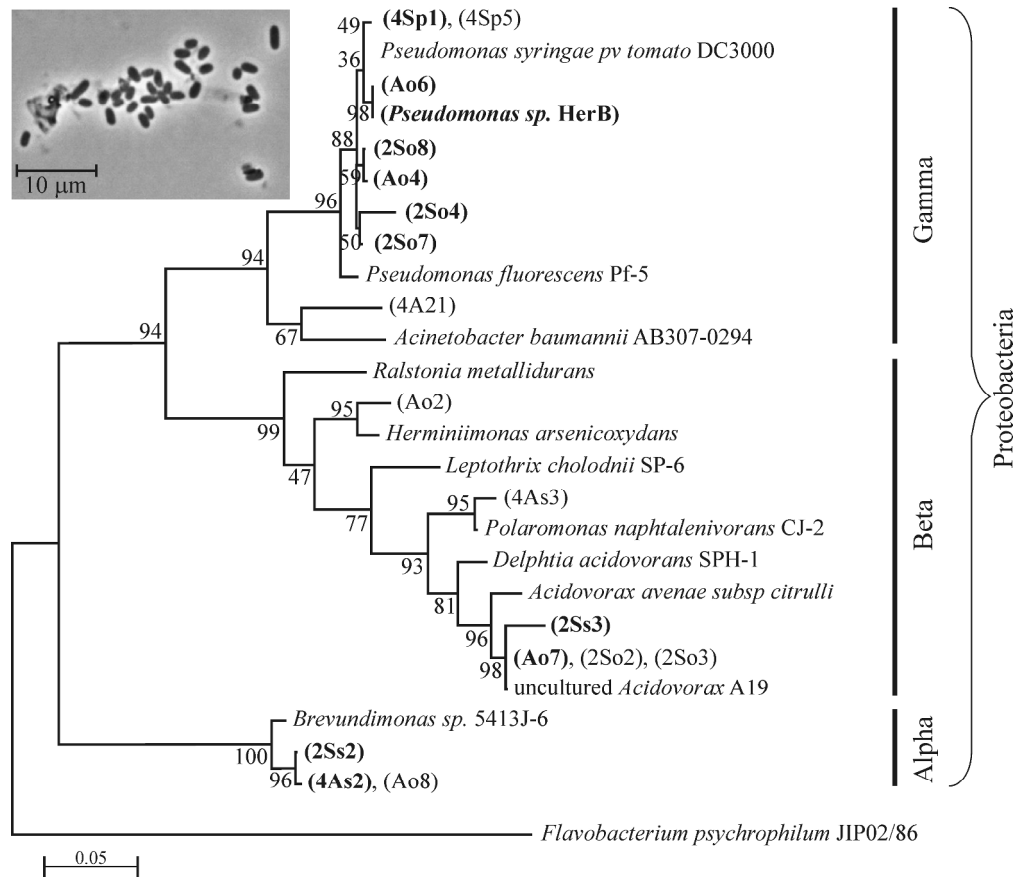 10 µm
49
(4Sp1), (4Sp5)
36
Pseudomonas syringae pv tomato DC3000
(Ao6)
98
(Pseudomonas sp. HerB)
88
(2So8)
59
(Ao4)
96
(2So4)
50
(2So7)
94
Pseudomonas fluorescens Pf-5
(4A21)
94
67
Acinetobacter baumannii AB307-0294
Gamma
Ralstonia metallidurans
95
(Ao2)
99
Herminiimonas arsenicoxydans
47
Leptothrix cholodnii SP-6
95
(4As3)
77
Polaromonas naphtalenivorans CJ-2
93
Delphtia acidovorans SPH-1
81
Acidovorax avenae subsp citrulli
96
(2Ss3)
98
(Ao7), (2So2), (2So3)
uncultured Acidovorax A19
Beta
Brevundimonas sp. 5413J-6
100
(2Ss2)
96
(4As2), (Ao8)
Alpha
Proteobacteria
Flavobacterium psychrophilum JIP02/86
0.05